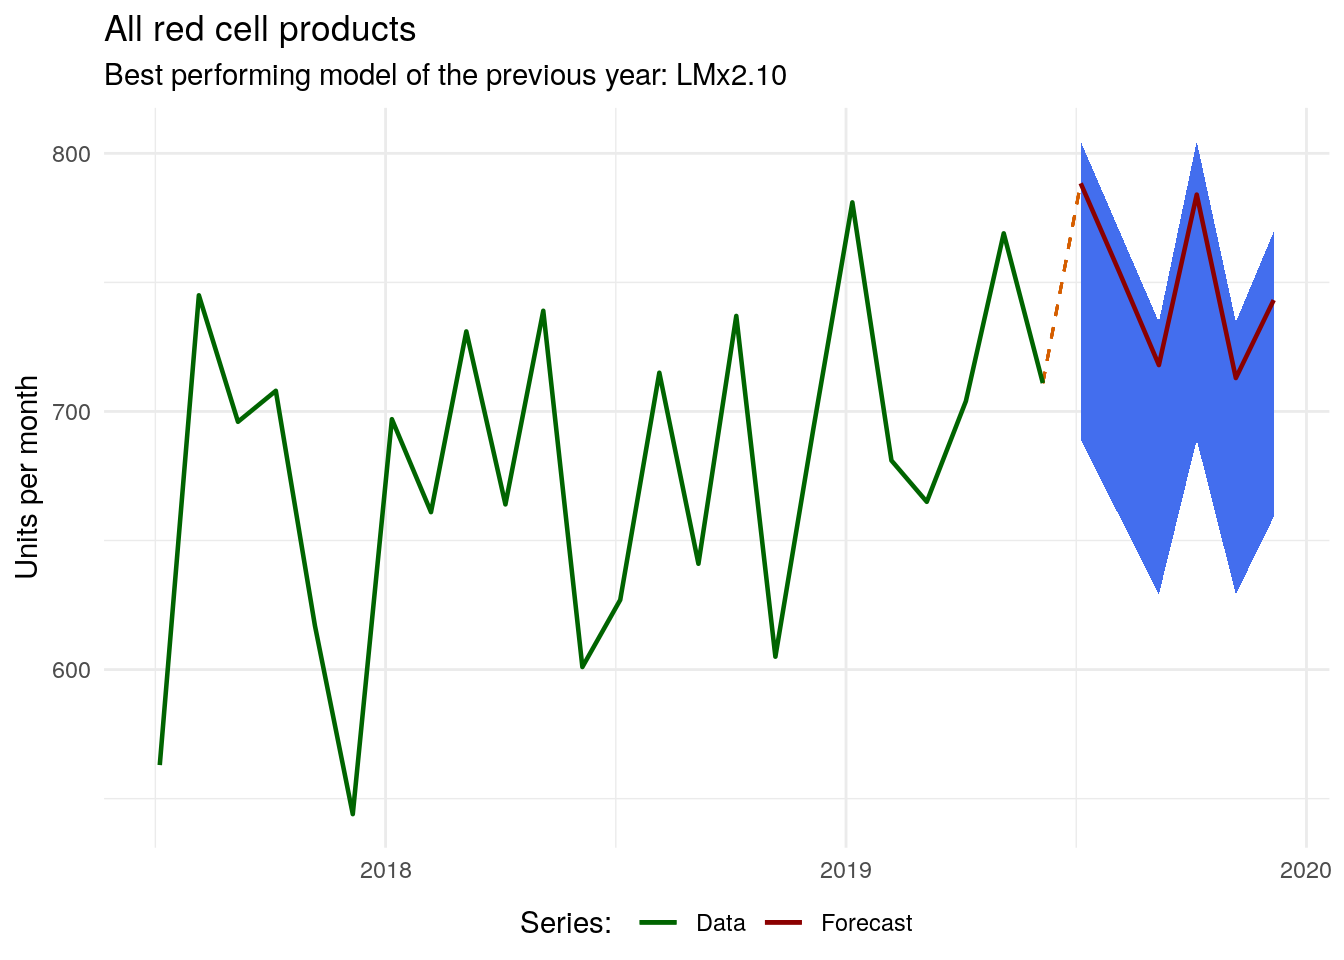 All red cell products
Best performing model of the previous year: LMx2.10
Units per month
800
700
600
2018
2019
2020
Series:
Data
Forecast